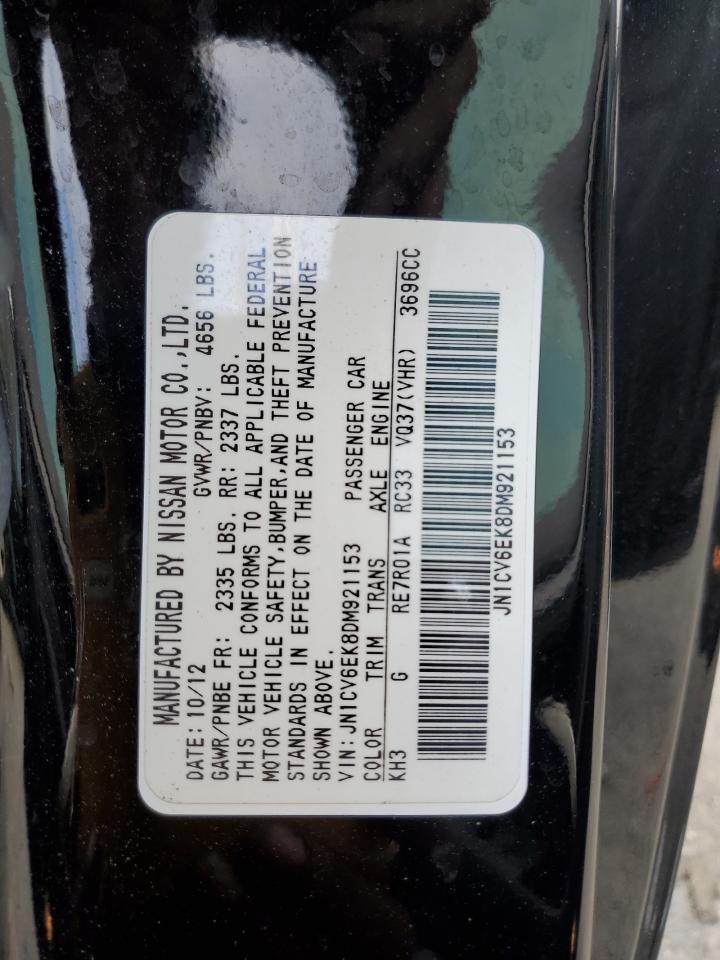 MANUFACTURED BY NISSAN MOTOR CO.,LTD.
DATE: 10/12 GVWR/PNBV: 4656 LBS.
GAWR/PNBE FR: 2335 LBS. RR: 2337 LBS.
THIS VEHICLE CONFORMS TO ALL APPLICABLE FEDERAL
MOTOR VEHICLE SAFETY,BUMPER,AND THEFT PREVENTION
STANDARDS IN EFFECT ON THE DATE OF MANUFACTURE
SHOWN ABOVE.
VIN: JN1CV6EK8DM921153 PASSENGER CAR
COLOR TRIM TRANS AXLE ENGINE
KH3 G RE7R01A RC33 VQ37(VHR) 3696CC
JN1CV6EK8DM921153